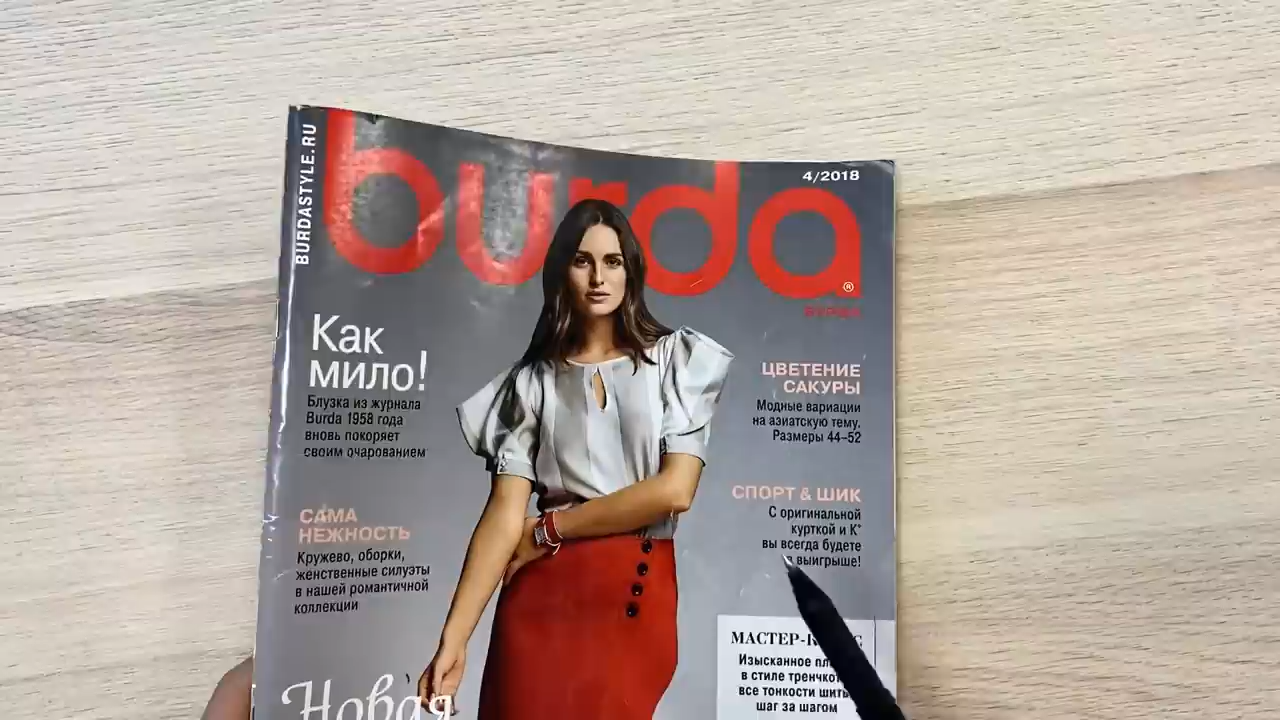 BURDASTYLE.RU
burda
4/2018
®
БУРДА
Как
мило!
Блузка из журнала
Burda 1958 года
вновь покоряет
своим очарованием
ЦВЕТЕНИЕ
САКУРЫ
Модные вариации
на азиатскую тему.
Размеры 44–52
САМА
НЕЖНОСТЬ
Кружево, оборки,
женственные силуэты
в нашей романтичной
коллекции
СПОРТ & ШИК
С оригинальной
курткой и К°
вы всегда будете
в выигрыше!
МАСТЕР-
Изысканное
в стиле
все тонкости
шаг за шагом
Новая